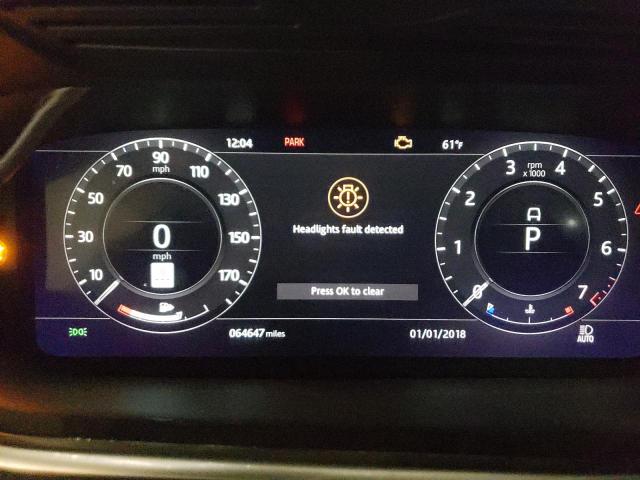 12:04 PARK 61°F
Headlights fault detected
Press OK to clear
90
mph
70 110
50 130
30 150
10 170
0
mph
rpm
x 1000
3 4
2 5
1 6
0 7
A
P
064647 miles
01/01/2018
AUTO